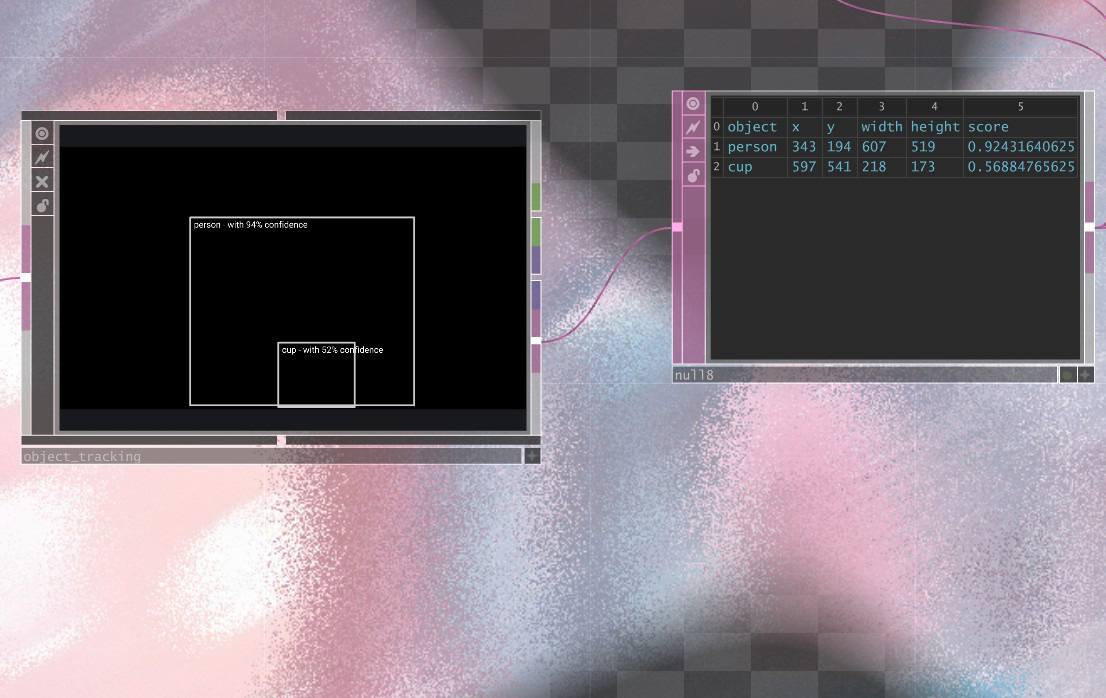 person - with 94% confidence
cup - with 52% confidence
object_tracking
0 1 2 3 4 5
0 object x y width height score
1 person 343 194 607 519 0.92431640625
2 cup 597 541 218 173 0.56884765625
null8